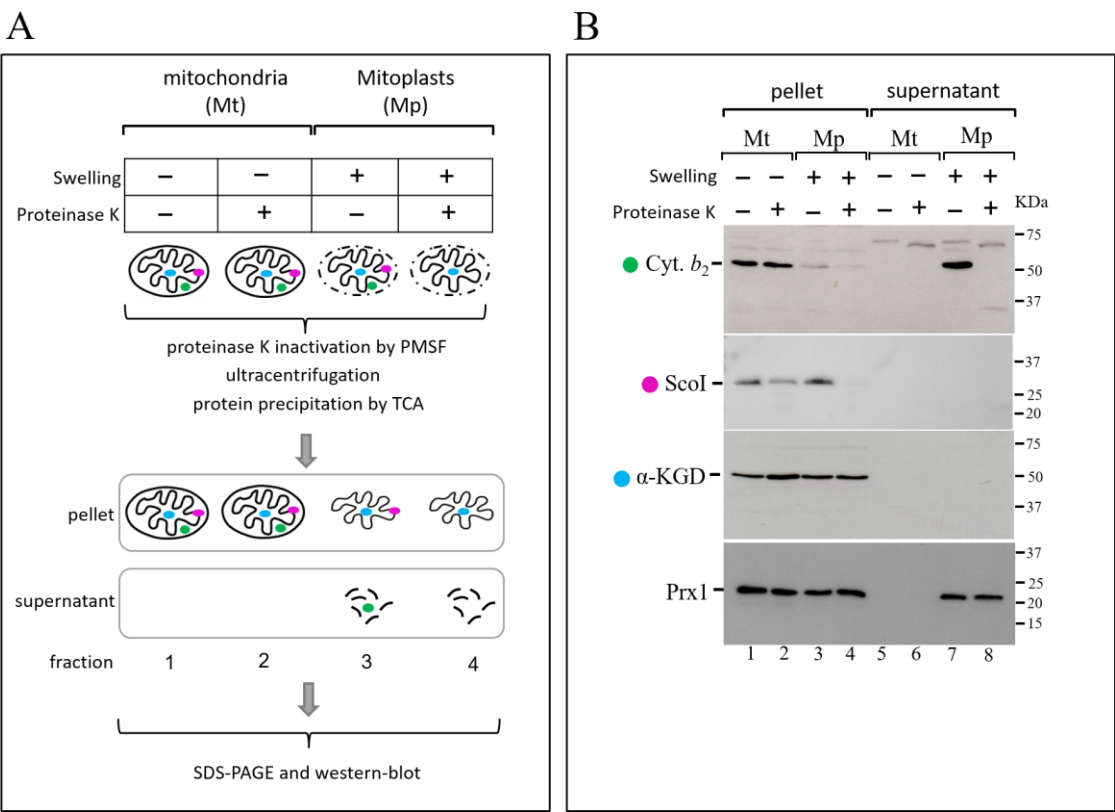 A
mitochondria
(Mt)
Mitoplasts
(Mp)
Swelling – – + +
Proteinase K – + – +
proteinase K inactivation by PMSF
ultracentrifugation
protein precipitation by TCA
pellet
supernatant
fraction 1 2 3 4
SDS-PAGE and western-blot
B
pellet supernatant
Mt Mp Mt Mp
Swelling – – + + – – + +
Proteinase K – + – + – + – + KDa
75
Cyt. b₂ 50
37
37
ScoI
25
20
75
α-KGD 50
37
37
Prx1 25
20
15
1 2 3 4 5 6 7 8